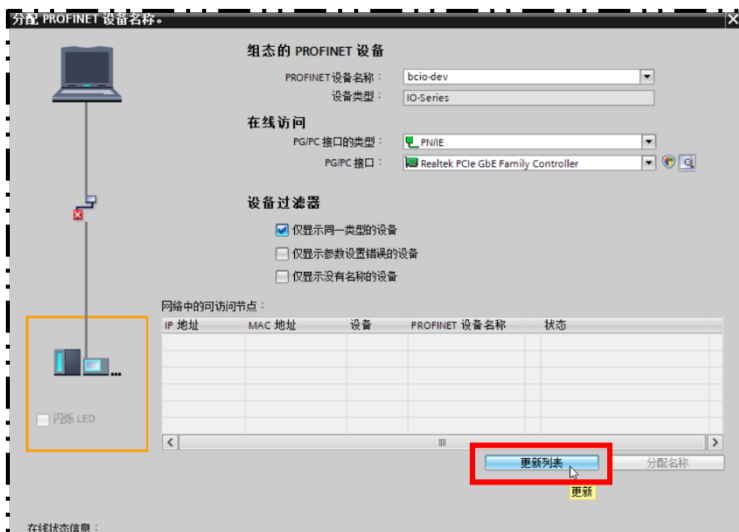 分配 PROFINET 设备名称。
组态的 PROFINET 设备
PROFINET设备名称： bcio-dev
设备类型： IO-Series
在线访问
PG/PC 接口的类型： PN/IE
PG/PC 接口： Realtek PCIe GbE Family Controller
设备过滤器
仅显示同一类型的设备
仅显示参数设置错误的设备
仅显示没有名称的设备
网络中的可访问节点：
IP 地址 MAC 地址 设备 PROFINET 设备名称 状态
闪烁 LED
更新列表 分配名称
更新
在线状态信息：